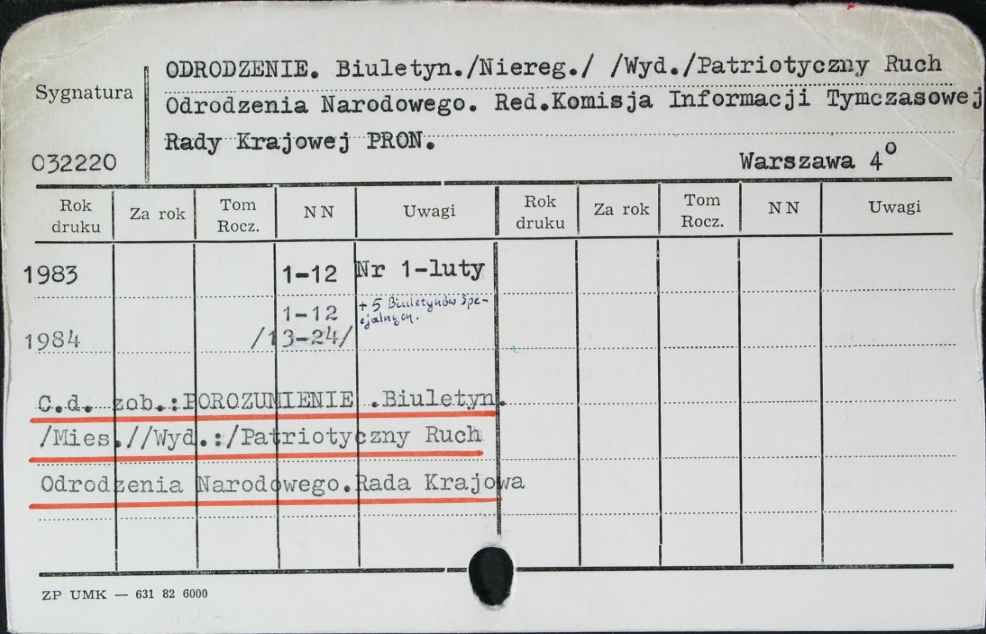 ODRODZENIE. Biuletyn./Niereg./ /Wyd./Patriotyczny Ruch
Sygnatura
Odrodzenia Narodowego. Red.Komisja Informacji Tymczasowej
Rady Krajowej PRON.
032220
Warszawa 4°
Rok druku Za rok Tom Rocz. NN Uwagi Rok druku Za rok Tom Rocz. NN Uwagi
1983 1-12 Nr 1-luty
1-12 + 5 Biuletynów spe-
cjalnych.
1984 /13-24/
C.d. zob.:POROZUMIENIE .Biuletyn.
/Mies.//Wyd.:/Patriotyczny Ruch
Odrodzenia Narodowego.Rada Krajowa
ZP UMK — 631 82 6000